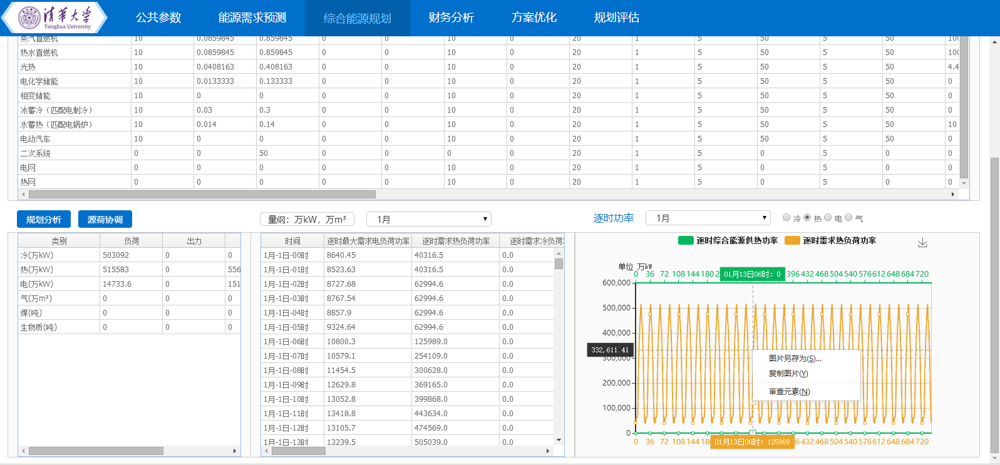 清華大学
Tsinghua University
公共参数 能源需求预测 综合能源规划 财务分析 方案优化 规划评估
蒸汽直燃机 10 0.0859845 0.859845 0 0 10 0 20 1 5 50 5 50
热水直燃机 10 0.0859845 0.859845 0 0 10 0 20 1 5 50 5 50
光热 10 0.0408163 0.408163 0 0 10 0 20 1 5 50 5 50 4.4
电化学储能 10 0.0133333 0.133333 0 0 10 0 20 1 5 50 5 50 0
相变储能 10 0 0 0 0 10 0 20 1 5 50 5 50 0
冰蓄冷（匹配电制冷） 10 0.03 0.3 0 0 10 0 20 1 5 50 5 50 0
水蓄热（匹配电锅炉） 10 0.014 0.14 0 0 10 0 20 1 5 50 5 50 10
电动汽车 10 0 0 0 0 10 0 20 1 5 50 5 50 0
二次系统 0 0 50 0 0 0 0 20 1 5 0 5 0 0
电网 0 0 0 0 0 10 0 20 1 5 0 5 0 0
热网 0 0 0 0 0 10 0 20 1 5 0 5 0 0
规划分析 源荷协调
类别 负荷 出力
冷(万kW) 503092 0 0
热(万kW) 515583 0 556
电(万kW) 14733.6 0 151
气(万m³) 0 0 0
煤(吨) 0 0 0
生物质(吨) 0 0 0
量纲：万kW，万m³ 1月
时间 逐时最大需求电负荷功率 逐时需求热负荷功率 逐时需求冷负荷
1月-1日-00时 8640.45 40316.5 0.0
1月-1日-01时 8523.63 40316.5 0.0
1月-1日-02时 8727.68 62994.6 0.0
1月-1日-03时 8767.54 62994.6 0.0
1月-1日-04时 8857.9 62994.6 0.0
1月-1日-05时 9324.64 62994.6 0.0
1月-1日-06时 10800.3 125989.0 0.0
1月-1日-07时 10579.1 254109.0 0.0
1月-1日-08时 11454.5 300628.0 0.0
1月-1日-09时 12629.8 369165.0 0.0
1月-1日-10时 13052.8 399868.0 0.0
1月-1日-11时 13418.8 443634.0 0.0
1月-1日-12时 13105.7 474569.0 0.0
1月-1日-13时 13239.5 505039.0 0.0
逐时功率 1月 冷 热 电 气
逐时综合能源供热功率 逐时需求热负荷功率
单位 万kW
0 36 72 108 144 180 01月13日06时：0 396 432 468 504 540 576 612 648 684 720
600,000
500,000
400,000
332,611.41
300,000
200,000
100,000
0
图片另存为(S)...
复制图片(Y)
审查元素(N)
0 36 72 108 144 01月13日06时：125989 432 468 504 540 576 612 648 684 720